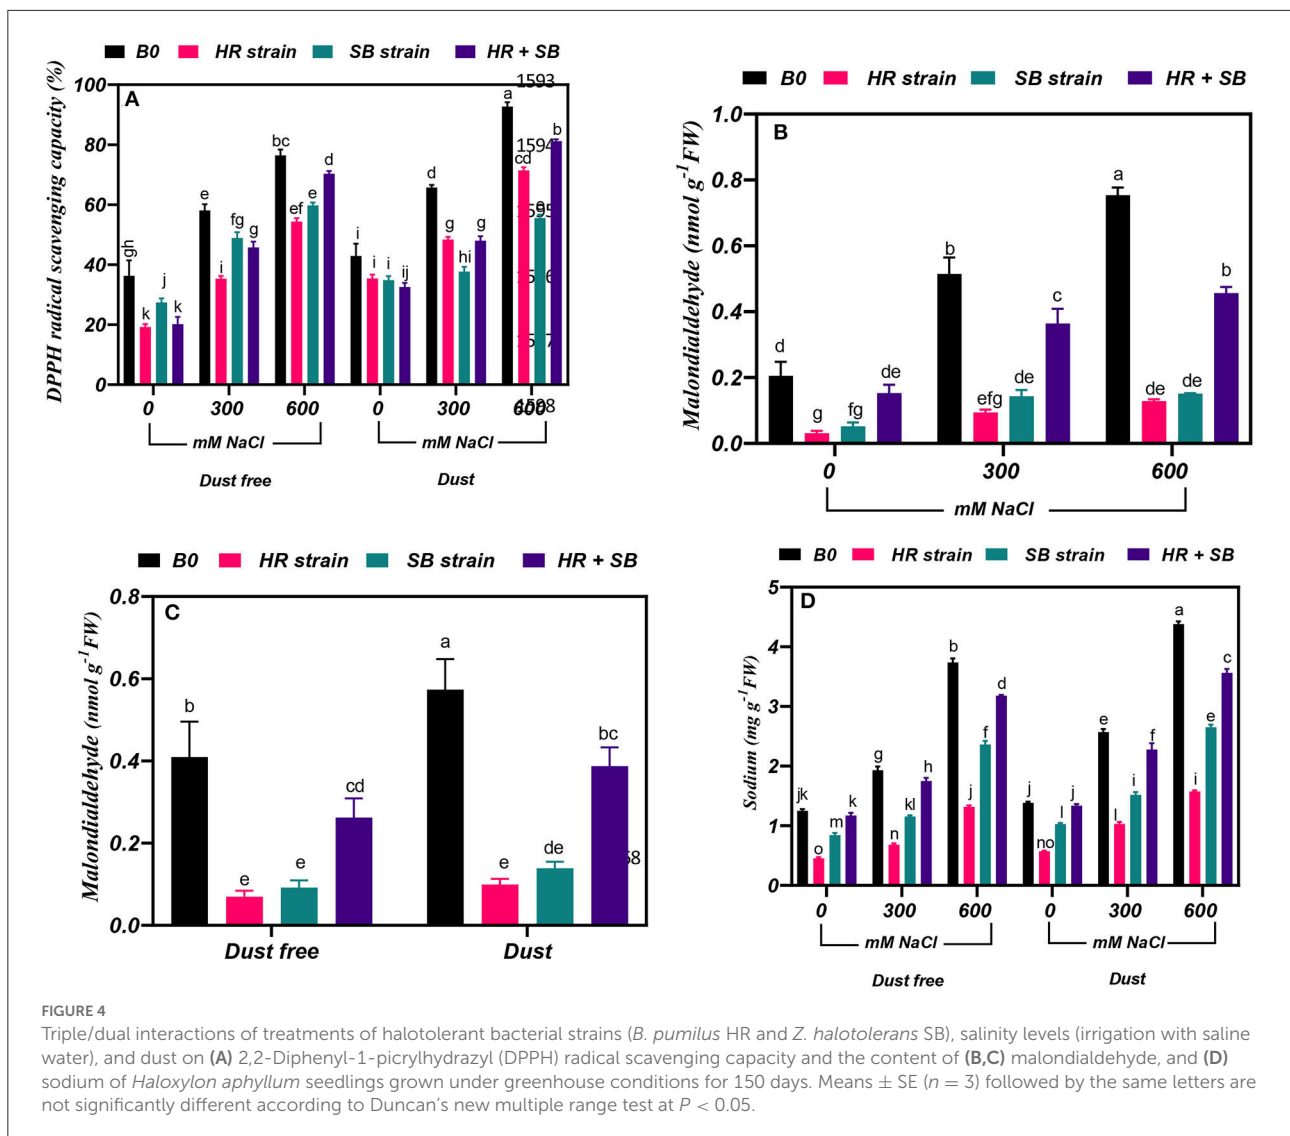 B0 HR strain SB strain HR + SB
A
DPPH radical scavenging capacity (%)
100
80
60
40
20
0
gh k j k
e i fg g
bc ef e d
i i i ij
d g hi g
a cd b
1593
1594
0 300 600 0 300 600
mM NaCl mM NaCl
Dust free Dust
B0 HR strain SB strain HR + SB
B
Malondialdehyde (nmol g-1FW)
1.0
0.8
0.6
0.4
0.2
0.0
d g fg de
b efg de c
a de de b
0 300 600
mM NaCl
B0 HR strain SB strain HR + SB
C
Malondialdehyde (nmol g-1FW)
0.8
0.6
0.4
0.2
0.0
b e e cd
a e de bc
68
Dust free Dust
B0 HR strain SB strain HR + SB
D
Sodium (mg g-1FW)
5
4
3
2
1
0
jk o m k
g n kl h
b j f d
j no l j
e l i f
a i e c
0 300 600 0 300 600
mM NaCl mM NaCl
Dust free Dust
FIGURE 4
Triple/dual interactions of treatments of halotolerant bacterial strains (B. pumilus HR and Z. halotolerans SB), salinity levels (irrigation with saline
water), and dust on (A) 2,2-Diphenyl-1-picrylhydrazyl (DPPH) radical scavenging capacity and the content of (B,C) malondialdehyde, and (D)
sodium of Haloxylon aphyllum seedlings grown under greenhouse conditions for 150 days. Means ± SE (n = 3) followed by the same letters are
not significantly different according to Duncan's new multiple range test at P < 0.05.